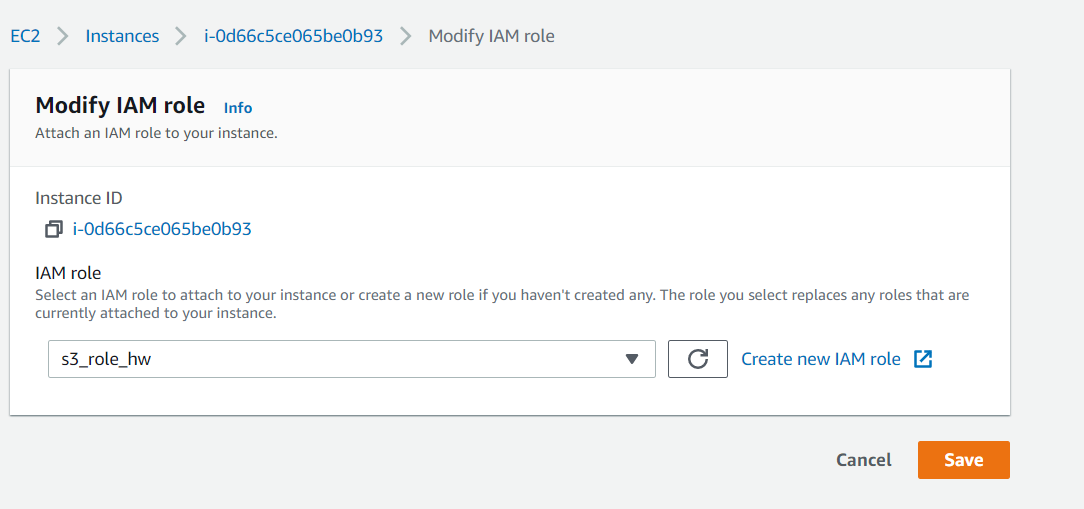 EC2 > Instances > i-0d66c5ce065be0b93 > Modify IAM role
Modify IAM role Info
Attach an IAM role to your instance.
Instance ID
i-0d66c5ce065be0b93
IAM role
Select an IAM role to attach to your instance or create a new role if you haven't created any. The role you select replaces any roles that are
currently attached to your instance.
s3_role_hw
Create new IAM role
Cancel Save